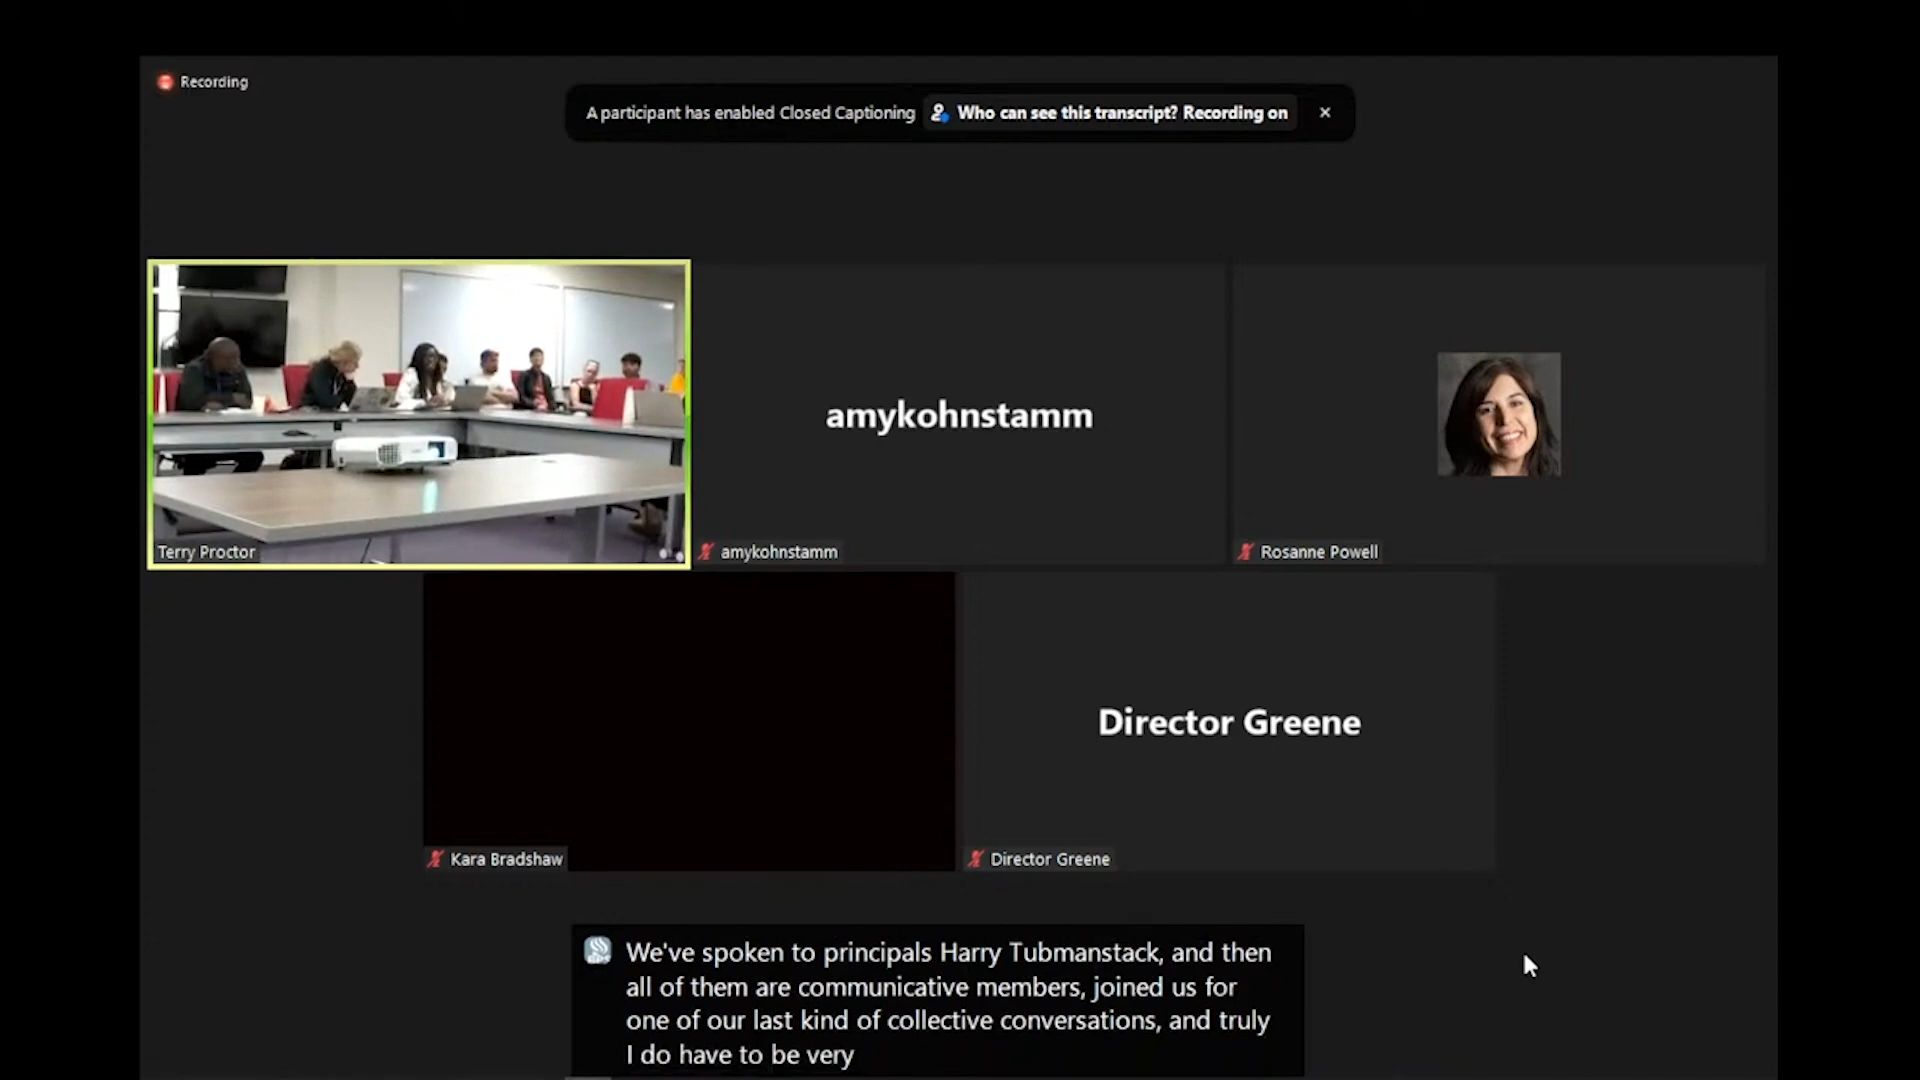 Recording
A participant has enabled Closed Captioning Who can see this transcript? Recording on
amykohnstamm
Terry Proctor
amykohnstamm
Rosanne Powell
Director Greene
Kara Bradshaw
Director Greene
We've spoken to principals Harry Tubmanstack, and then
all of them are communicative members, joined us for
one of our last kind of collective conversations, and truly
I do have to be very